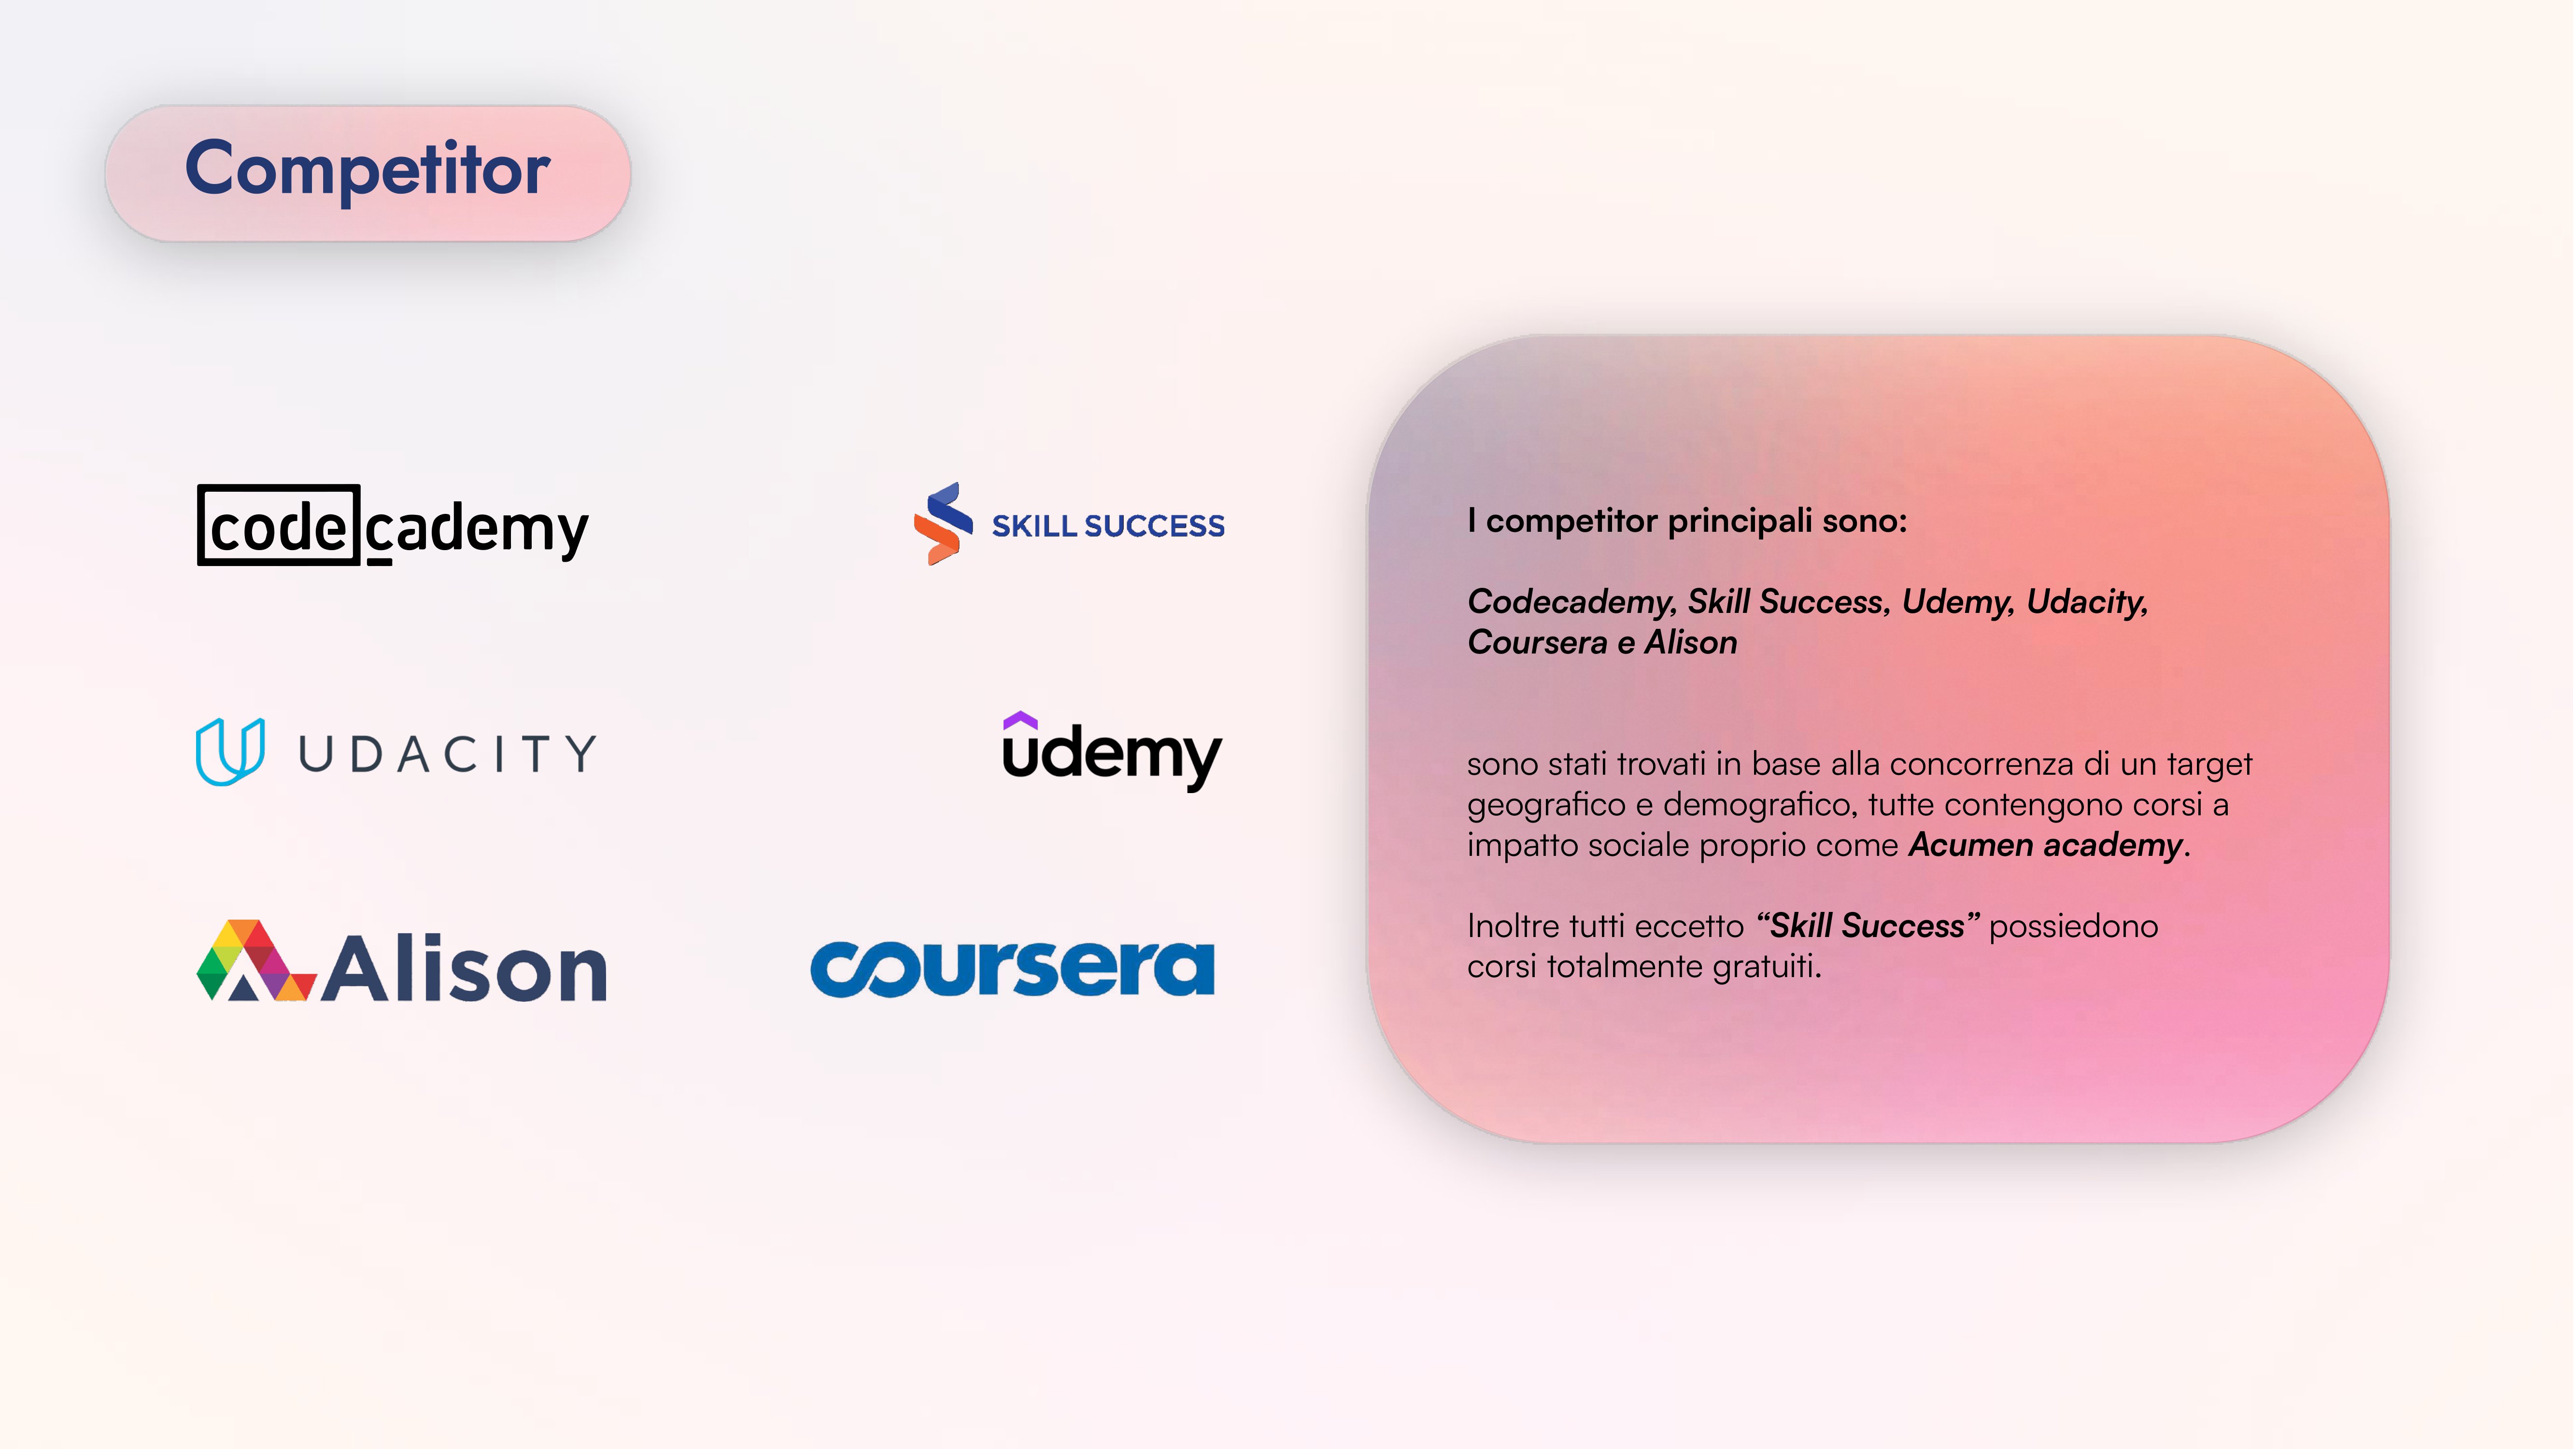 Competitor
codecademy
SKILL SUCCESS
UDACITY
udemy
Alison
coursera
I competitor principali sono:
Codecademy, Skill Success, Udemy, Udacity,
Coursera e Alison
sono stati trovati in base alla concorrenza di un target
geografico e demografico, tutte contengono corsi a
impatto sociale proprio come Acumen academy.
Inoltre tutti eccetto “Skill Success” possiedono
corsi totalmente gratuiti.